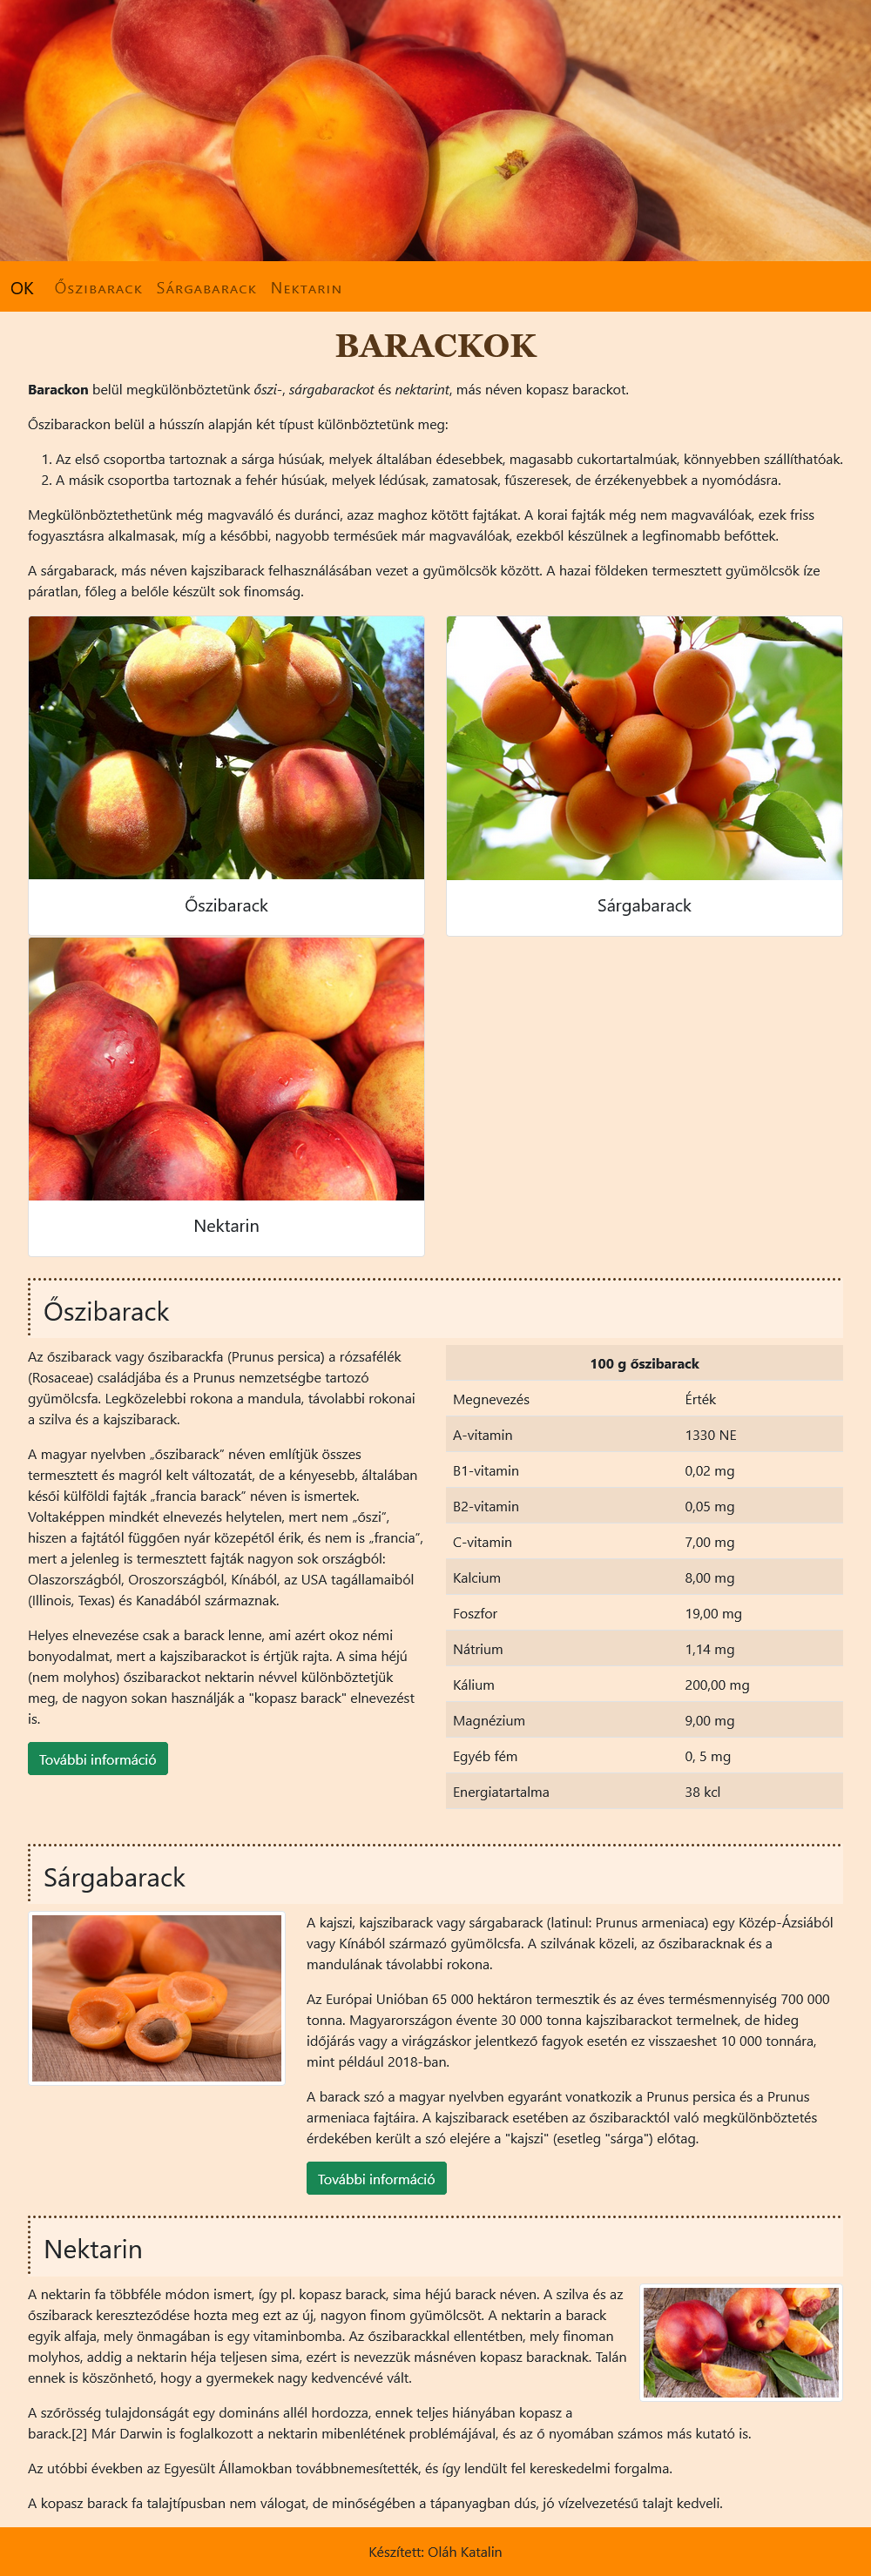 OK Őszibarack Sárgabarack Nektarin
BARACKOK
Barackon belül megkülönböztetünk őszi-, sárgabarackot és nektarint, más néven kopasz barackot.
Őszibarackon belül a hússzín alapján két típust különböztetünk meg:
1. Az első csoportba tartoznak a sárga húsúak, melyek általában édesebbek, magasabb cukortartalmúak, könnyebben szállíthatóak.
2. A másik csoportba tartoznak a fehér húsúak, melyek lédúsak, zamatosak, fűszeresek, de érzékenyebbek a nyomódásra.
Megkülönböztethetünk még magvaváló és duránci, azaz maghoz kötött fajtákat. A korai fajták még nem magvaválóak, ezek friss
fogyasztásra alkalmasak, míg a későbbi, nagyobb termésűek már magvaválóak, ezekből készülnek a legfinomabb befőttek.
A sárgabarack, más néven kajszibarack felhasználásában vezet a gyümölcsök között. A hazai földeken termesztett gyümölcsök íze
páratlan, főleg a belőle készült sok finomság.
Őszibarack
Sárgabarack
Nektarin
Őszibarack
Az őszibarack vagy őszibarackfa (Prunus persica) a rózsafélék
(Rosaceae) családjába és a Prunus nemzetségbe tartozó
gyümölcsfa. Legközelebbi rokona a mandula, távolabbi rokonai
a szilva és a kajszibarack.
A magyar nyelvben „őszibarack” néven említjük összes
termesztett és magról kelt változatát, de a kényesebb, általában
késői külföldi fajták „francia barack” néven is ismertek.
Voltaképpen mindkét elnevezés helytelen, mert nem „őszi”,
hiszen a fajtától függően nyár közepétől érik, és nem is „francia”,
mert a jelenleg is termesztett fajták nagyon sok országból:
Olaszországból, Oroszországból, Kínából, az USA tagállamaiból
(Illinois, Texas) és Kanadából származnak.
Helyes elnevezése csak a barack lenne, ami azért okoz némi
bonyodalmat, mert a kajszibarackot is értjük rajta. A sima héjú
(nem molyhos) őszibarackot nektarin névvel különböztetjük
meg, de nagyon sokan használják a "kopasz barack" elnevezést
is.
További információ
100 g őszibarack
Megnevezés Érték
A-vitamin 1330 NE
B1-vitamin 0,02 mg
B2-vitamin 0,05 mg
C-vitamin 7,00 mg
Kalcium 8,00 mg
Foszfor 19,00 mg
Nátrium 1,14 mg
Kálium 200,00 mg
Magnézium 9,00 mg
Egyéb fém 0, 5 mg
Energiatartalma 38 kcl
Sárgabarack
A kajszi, kajszibarack vagy sárgabarack (latinul: Prunus armeniaca) egy Közép-Ázsiából
vagy Kínából származó gyümölcsfa. A szilvának közeli, az őszibaracknak és a
mandulának távolabbi rokona.
Az Európai Unióban 65 000 hektáron termesztik és az éves termésmennyiség 700 000
tonna. Magyarországon évente 30 000 tonna kajszibarackot termelnek, de hideg
időjárás vagy a virágzáskor jelentkező fagyok esetén ez visszaeshet 10 000 tonnára,
mint például 2018-ban.
A barack szó a magyar nyelvben egyaránt vonatkozik a Prunus persica és a Prunus
armeniaca fajtáira. A kajszibarack esetében az őszibaracktól való megkülönböztetés
érdekében került a szó elejére a "kajszi" (esetleg "sárga") előtag.
További információ
Nektarin
A nektarin fa többféle módon ismert, így pl. kopasz barack, sima héjú barack néven. A szilva és az
őszibarack kereszteződése hozta meg ezt az új, nagyon finom gyümölcsöt. A nektarin a barack
egyik alfaja, mely önmagában is egy vitaminbomba. Az őszibarackkal ellentétben, mely finoman
molyhos, addig a nektarin héja teljesen sima, ezért is nevezzük másnéven kopasz baracknak. Talán
ennek is köszönhető, hogy a gyermekek nagy kedvencévé vált.
A szőrösség tulajdonságát egy domináns allél hordozza, ennek teljes hiányában kopasz a
barack.[2] Már Darwin is foglalkozott a nektarin mibenlétének problémájával, és az ő nyomában számos más kutató is.
Az utóbbi években az Egyesült Államokban továbbnemesítették, és így lendült fel kereskedelmi forgalma.
A kopasz barack fa talajtípusban nem válogat, de minőségében a tápanyagban dús, jó vízelvezetésű talajt kedveli.
Készített: Oláh Katalin